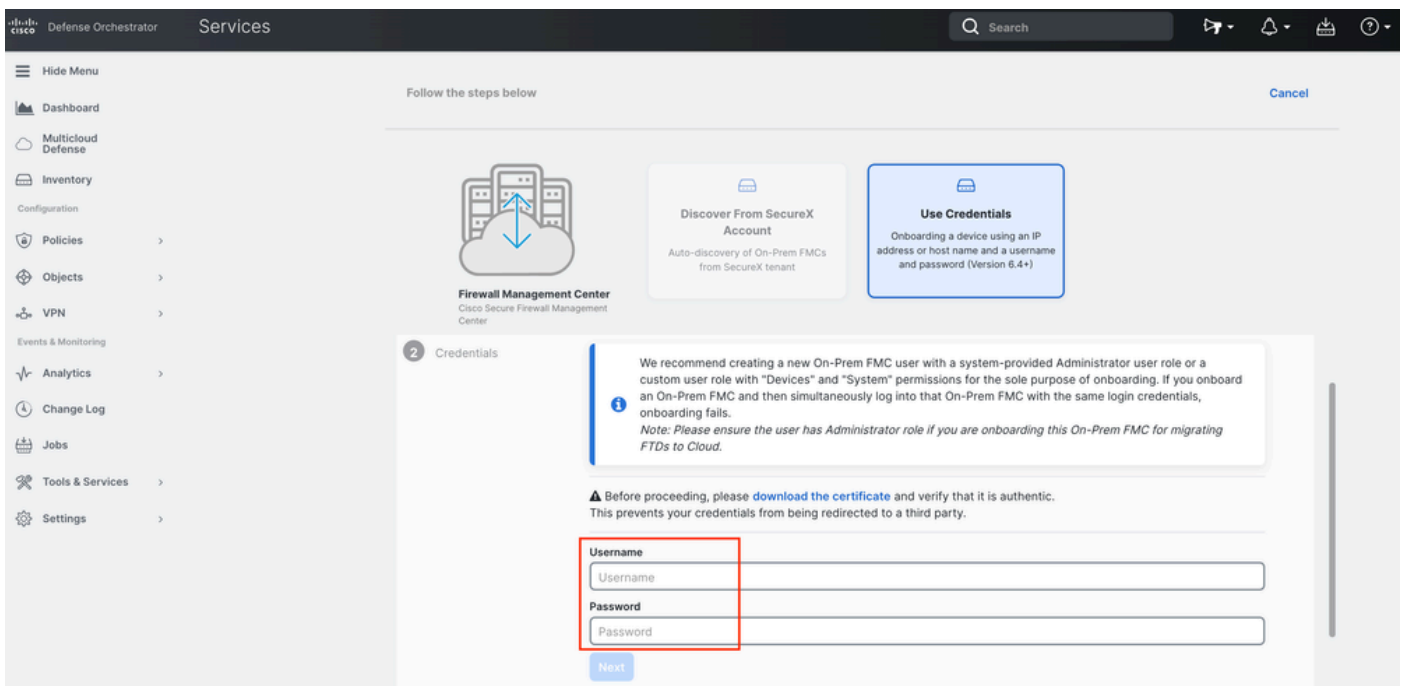 CISCO Defense Orchestrator Services Search
Hide Menu
Dashboard
Multicloud
Defense
Inventory
Configuration
Policies
Objects
VPN
Events & Monitoring
Analytics
Change Log
Jobs
Tools & Services
Settings
Follow the steps below Cancel
Firewall Management Center
Cisco Secure Firewall Management
Center
Discover From SecureX
Account
Auto-discovery of On-Prem FMCs
from SecureX tenant
Use Credentials
Onboarding a device using an IP
address or host name and a username
and password (Version 6.4+)
2 Credentials
We recommend creating a new On-Prem FMC user with a system-provided Administrator user role or a
custom user role with "Devices" and "System" permissions for the sole purpose of onboarding. If you onboard
an On-Prem FMC and then simultaneously log into that On-Prem FMC with the same login credentials,
onboarding fails.
Note: Please ensure the user has Administrator role if you are onboarding this On-Prem FMC for migrating
FTDs to Cloud.
Before proceeding, please download the certificate and verify that it is authentic.
This prevents your credentials from being redirected to a third party.
Username
Username
Password
Password
Next